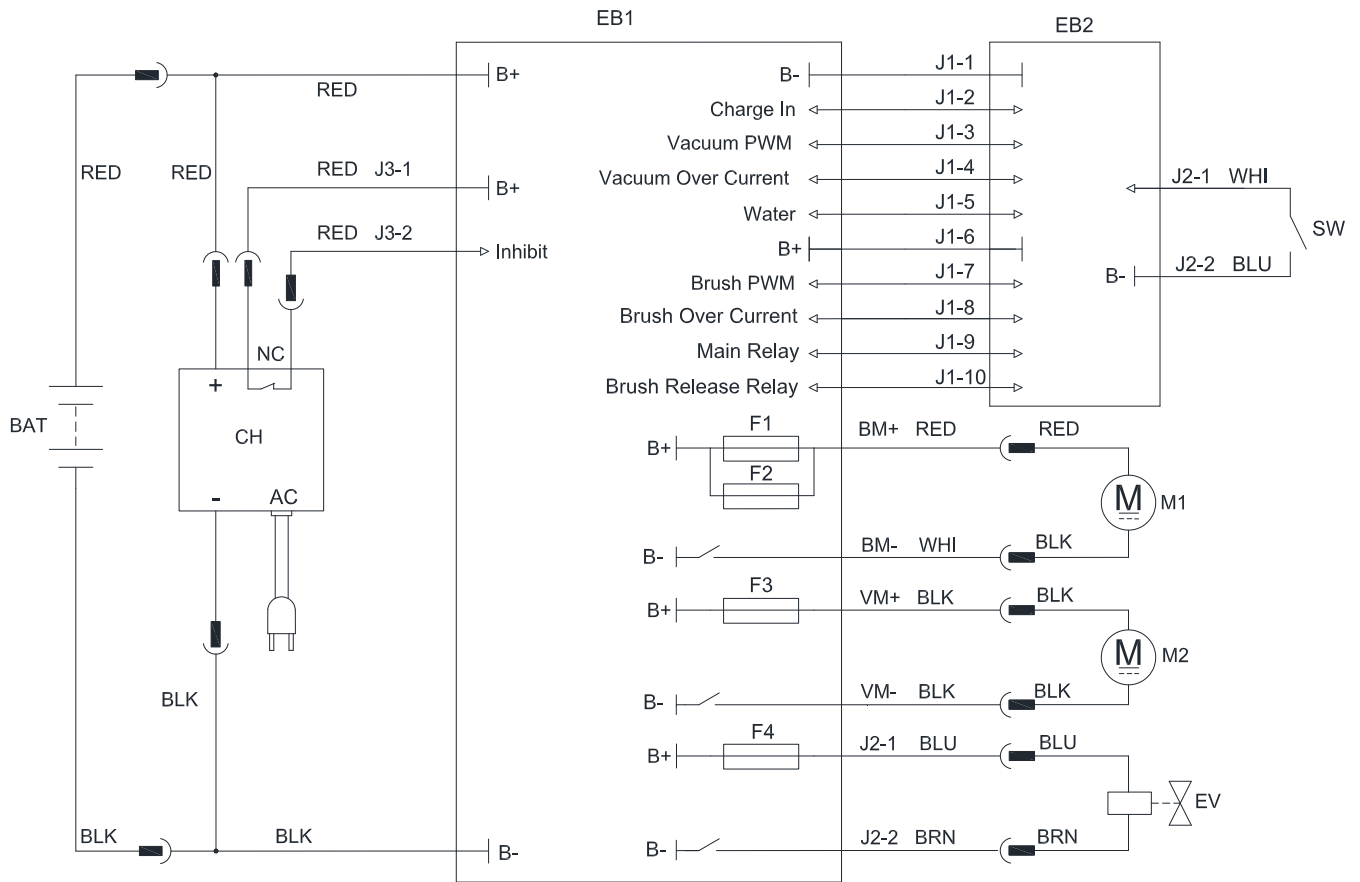 EB1
EB2
B+
RED
B-
J1-1
Charge In
J1-2
Vacuum PWM
J1-3
RED
RED
RED J3-1
B+
Vacuum Over Current
J1-4
J2-1 WHI
Water
J1-5
SW
RED J3-2
Inhibit
B+
J1-6
B-
J2-2 BLU
Brush PWM
J1-7
Brush Over Current
J1-8
Main Relay
J1-9
NC
Brush Release Relay
J1-10
+
BAT
CH
F1
BM+ RED
RED
B+
F2
-
AC
M
M1
B-
BM- WHI
BLK
F3
B+
VM+ BLK
BLK
M
M2
BLK
B-
VM- BLK
BLK
F4
B+
J2-1 BLU
BLU
EV
BLK
BLK
B-
B-
J2-2 BRN
BRN